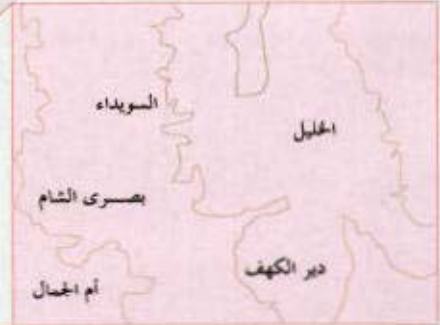 السويداء
الخليل
بصرى الشام
دير الكهف
أم الجمال